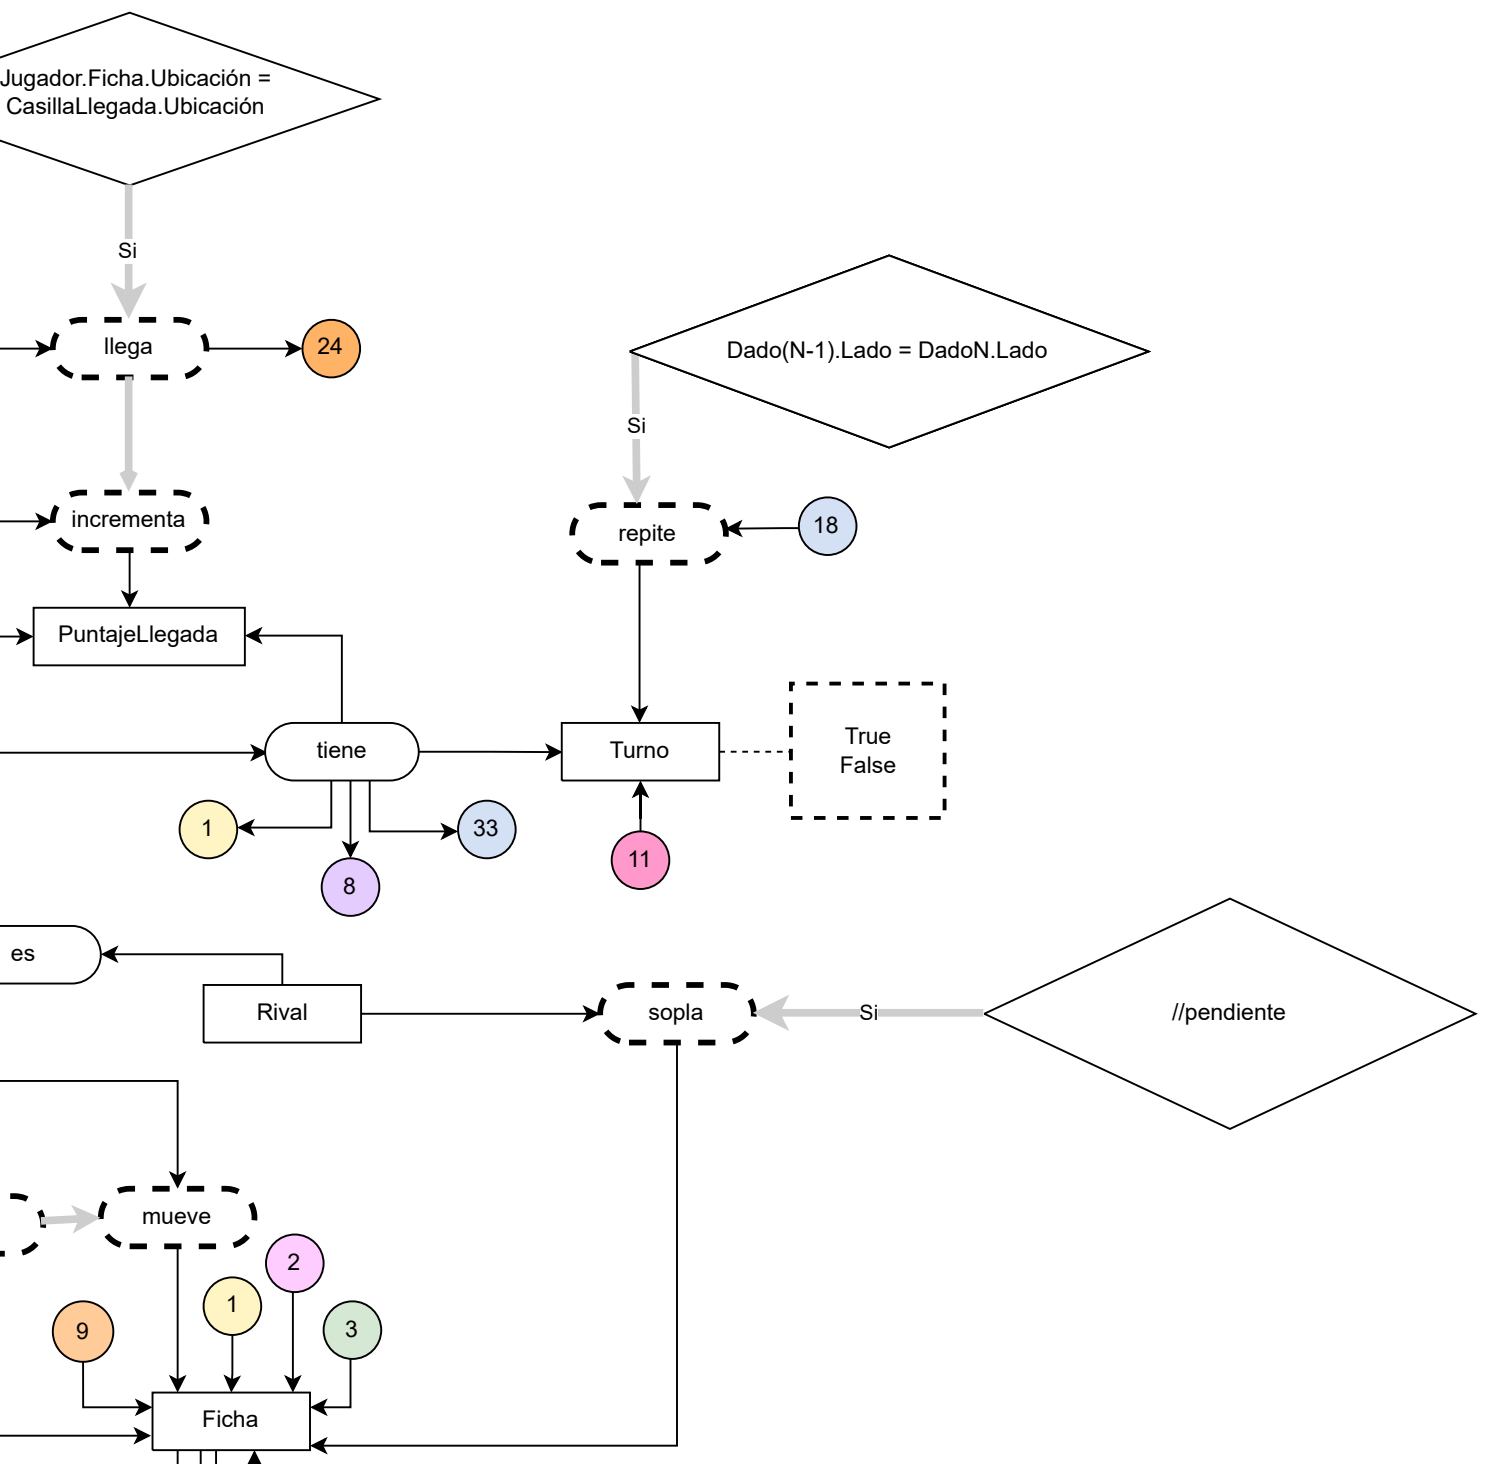 Jugador.Ficha.Ubicación =
CasillaLlegada.Ubicación
Si
llega
24
Dado(N-1).Lado = DadoN.Lado
Si
incrementa
repite
18
PuntajeLlegada
tiene
Turno
True
False
1
33
8
11
es
Rival
sopla
Si
//pendiente
mueve
2
1
9
3
Ficha